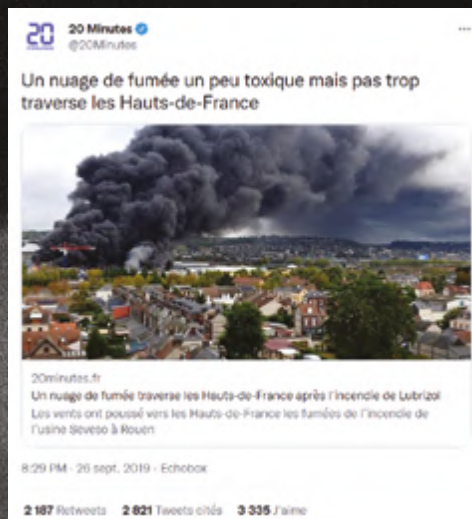 20 20 Minutes
@20Minutes
Un nuage de fumée un peu toxique mais pas trop
traverse les Hauts-de-France
20minutes.fr
Un nuage de fumée traverse les Hauts-de-France après l'incendie de Lubrizol
Les vents ont poussé vers les Hauts-de-France les fumées de l'incendie de
l'usine Seveso à Rouen
8:29 PM · 26 sept. 2019 · Echobox
2 187 Retweets 2 821 Tweets cités 3 335 J'aime